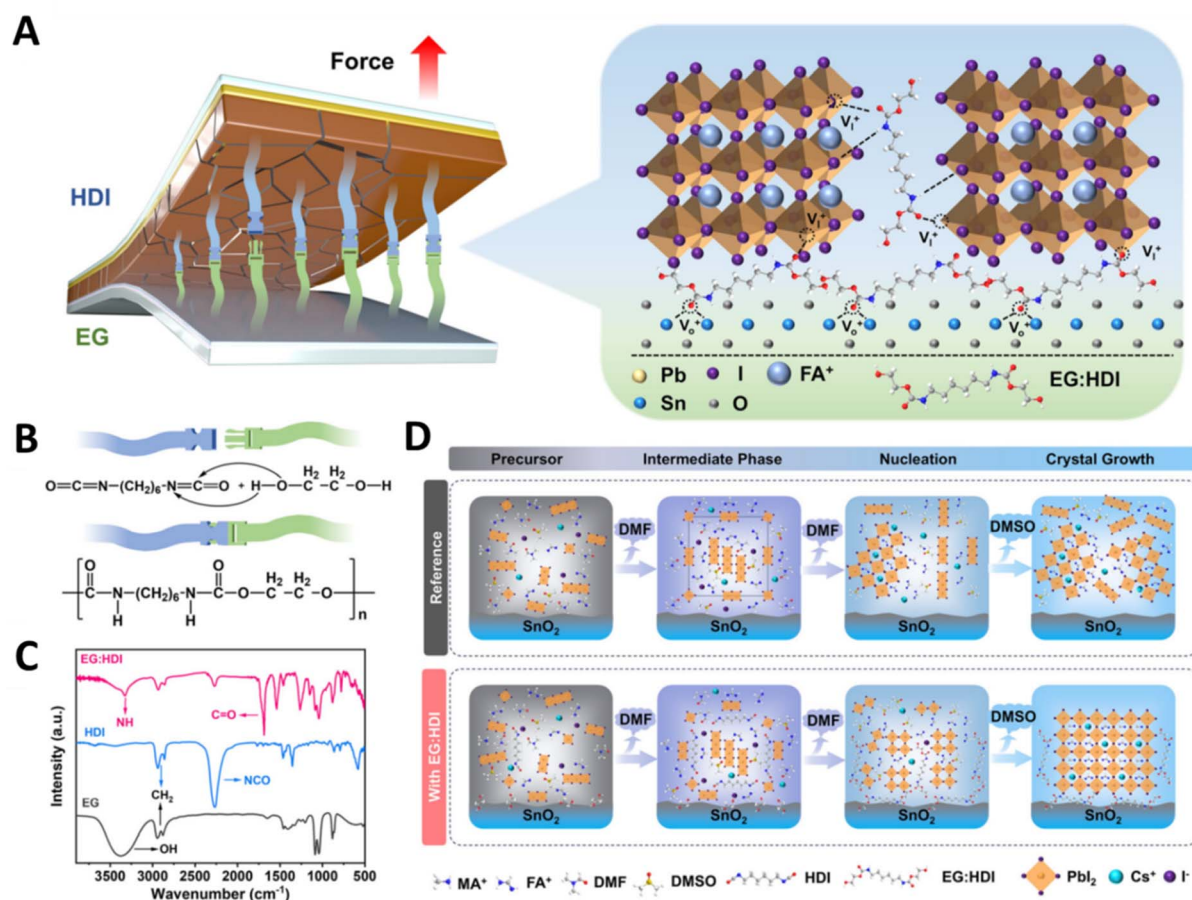 A
Force
HDI
EG
V_I^+
V_I^+
V_I^+
V_I^+
V_o^+
V_o^+
V_o^+
Pb I FA⁺ EG:HDI
Sn O
B
O=C=N-(CH₂)₆-N=C=O + H-O-C-C-O-H
H₂ H₂
O O
C-N-(CH₂)₆-N-C-O-C-C-O
H H H₂ H₂
n
C
EG:HDI
NH
C=O
HDI
NCO
CH₂
EG
OH
Intensity (a.u.)
3500 3000 2500 2000 1500 1000 500
Wavenumber (cm⁻¹)
D
Precursor Intermediate Phase Nucleation Crystal Growth
Reference
DMF DMF DMSO
SnO₂ SnO₂ SnO₂ SnO₂
With EG:HDI
DMF DMF DMSO
SnO₂ SnO₂ SnO₂ SnO₂
MA⁺ FA⁺ DMF DMSO HDI EG:HDI PbI₂ Cs⁺ I⁻